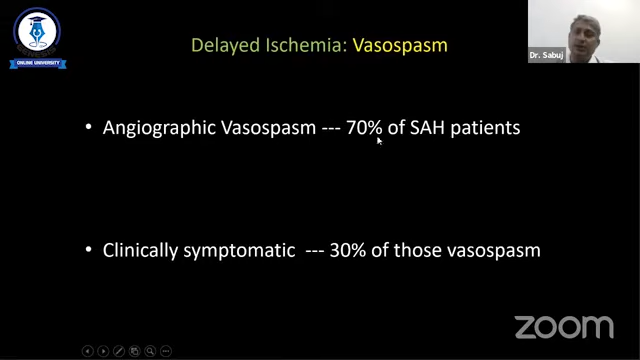 Delayed Ischemia: Vasospasm
Dr. Sabuj
ONLINE UNIVERSITY
• Angiographic Vasospasm --- 70% of SAH patients
• Clinically symptomatic --- 30% of those vasospasm
zoom